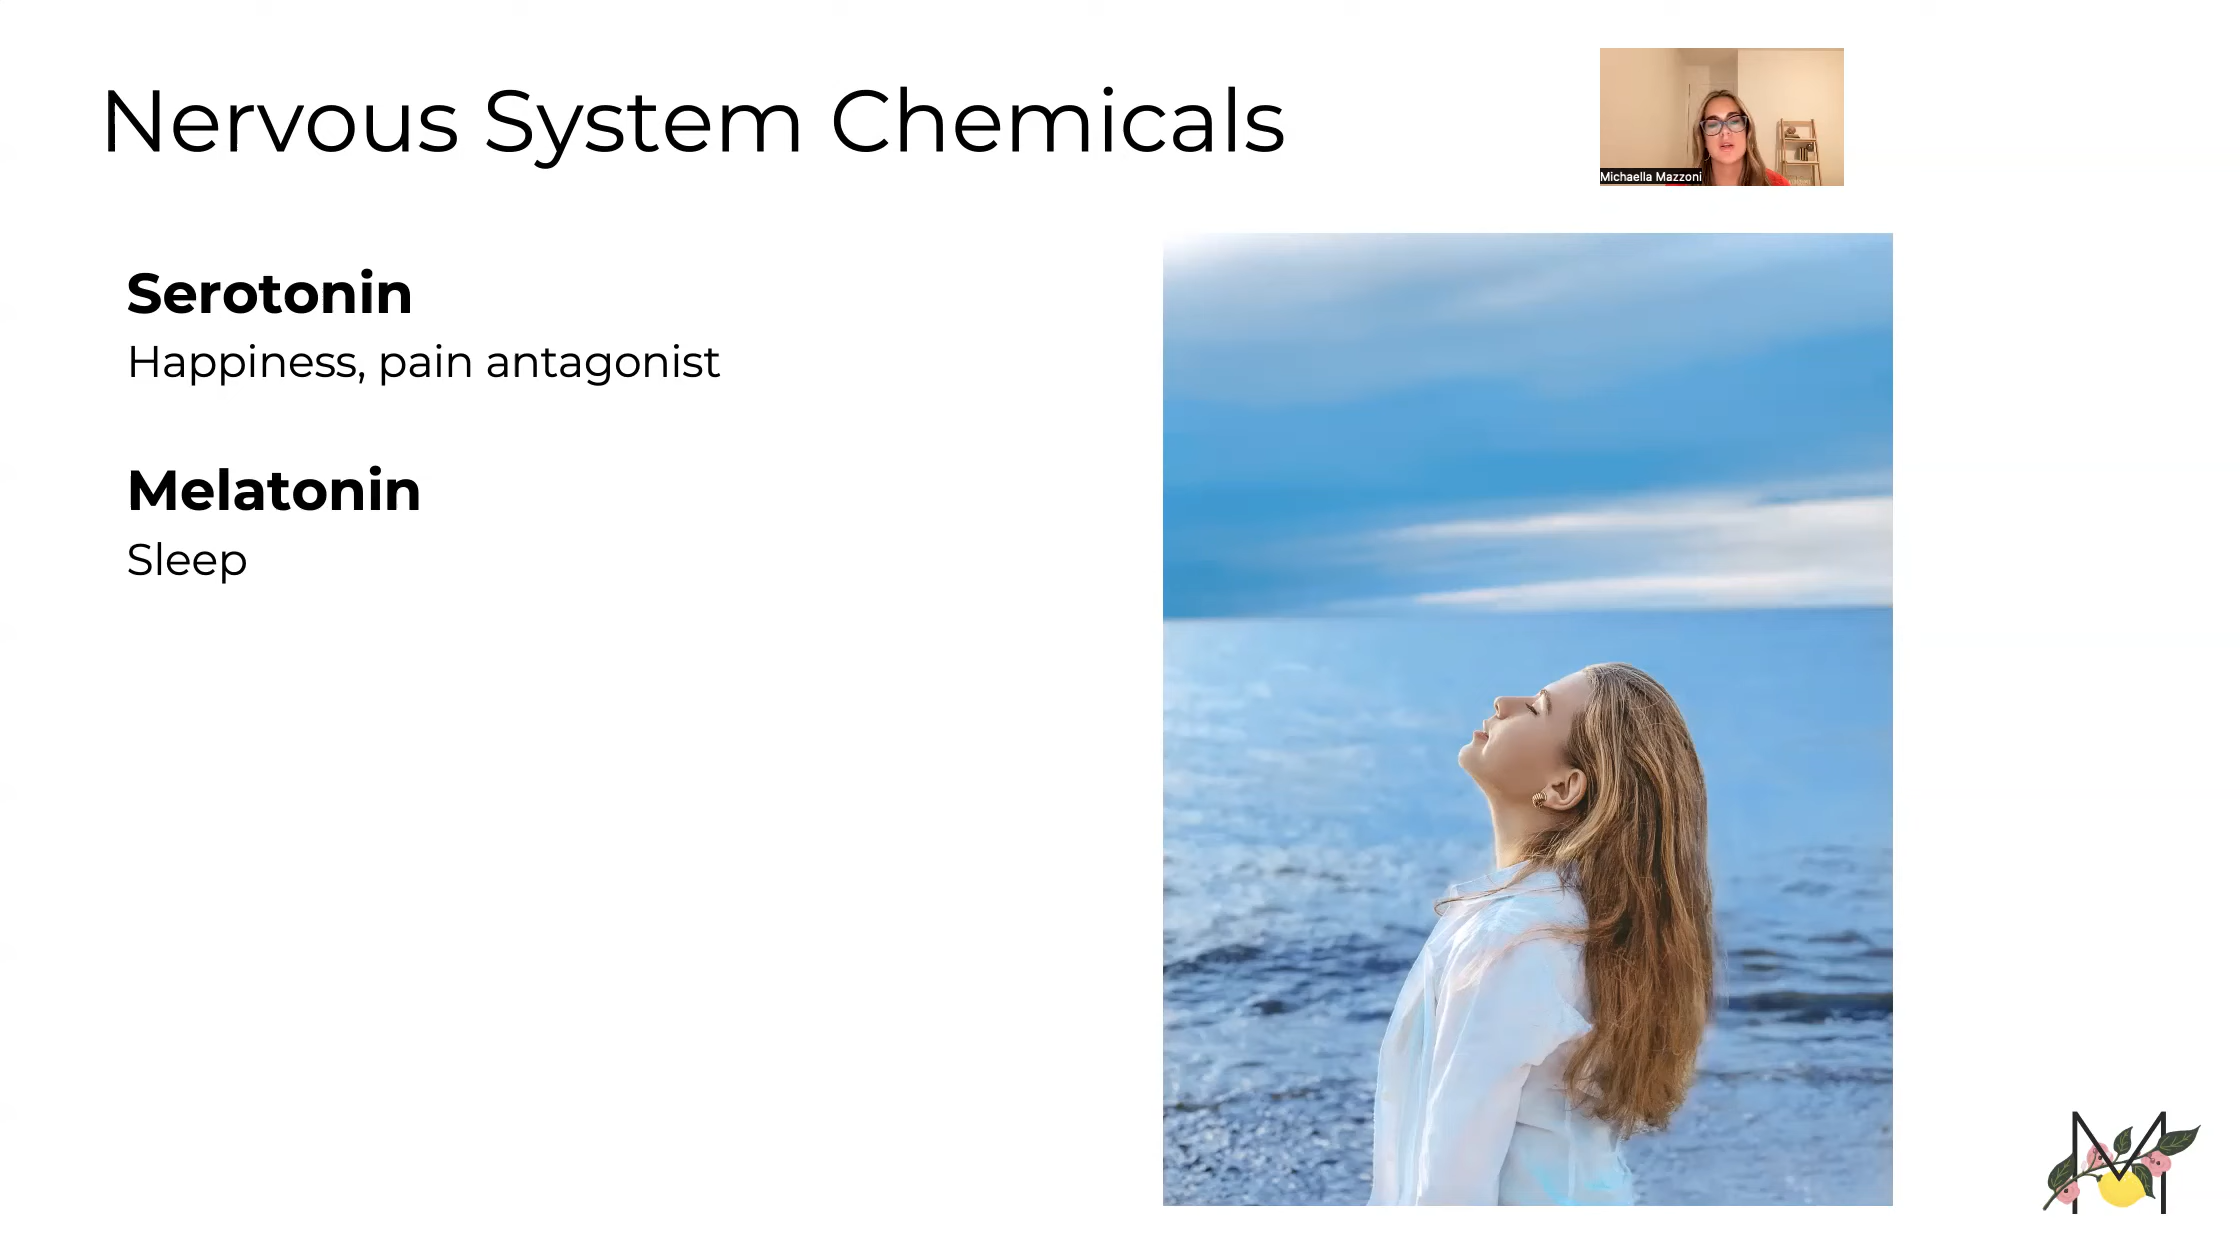 Nervous System Chemicals
Michaella Mazzoni
Serotonin
Happiness, pain antagonist
Melatonin
Sleep
M